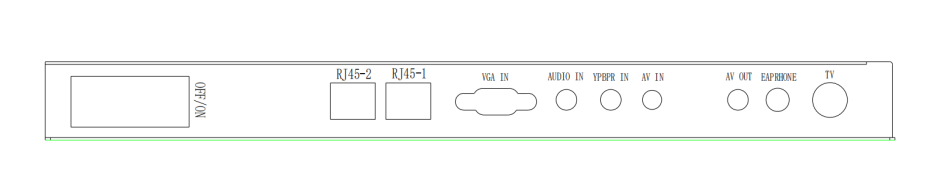 OFF/ON
RJ45-2
RJ45-1
VGA IN
AUDIO IN
YPBPR IN
AV IN
AV OUT
EAPRHONE
TV